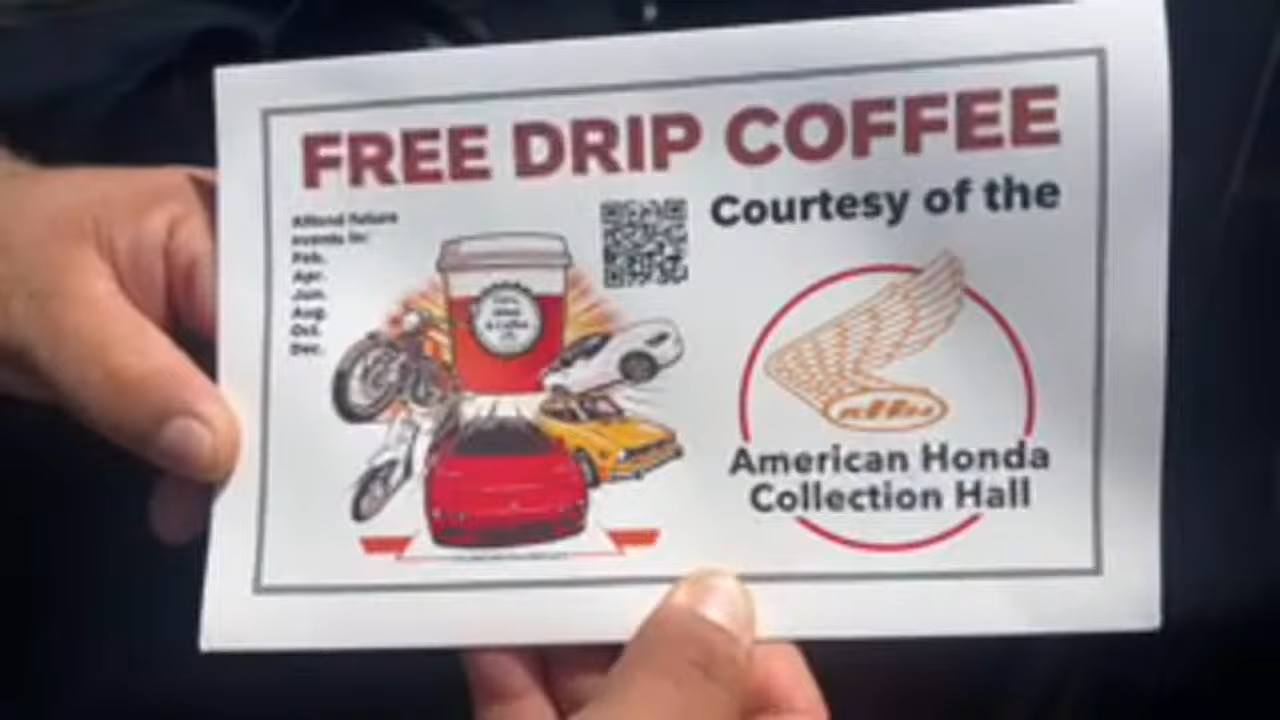 FREE DRIP COFFEE
Courtesy of the
Attend future
events in:
Feb.
Apr.
Jun.
Aug.
Oct.
Dec.
American Honda
Collection Hall